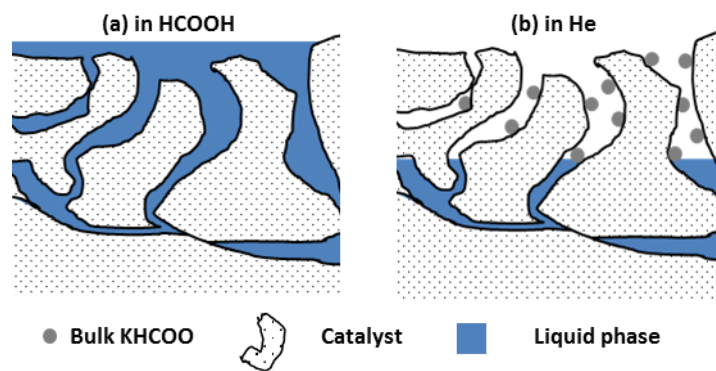 (a) in HCOOH
(b) in He
Bulk KHCOO
Catalyst
Liquid phase